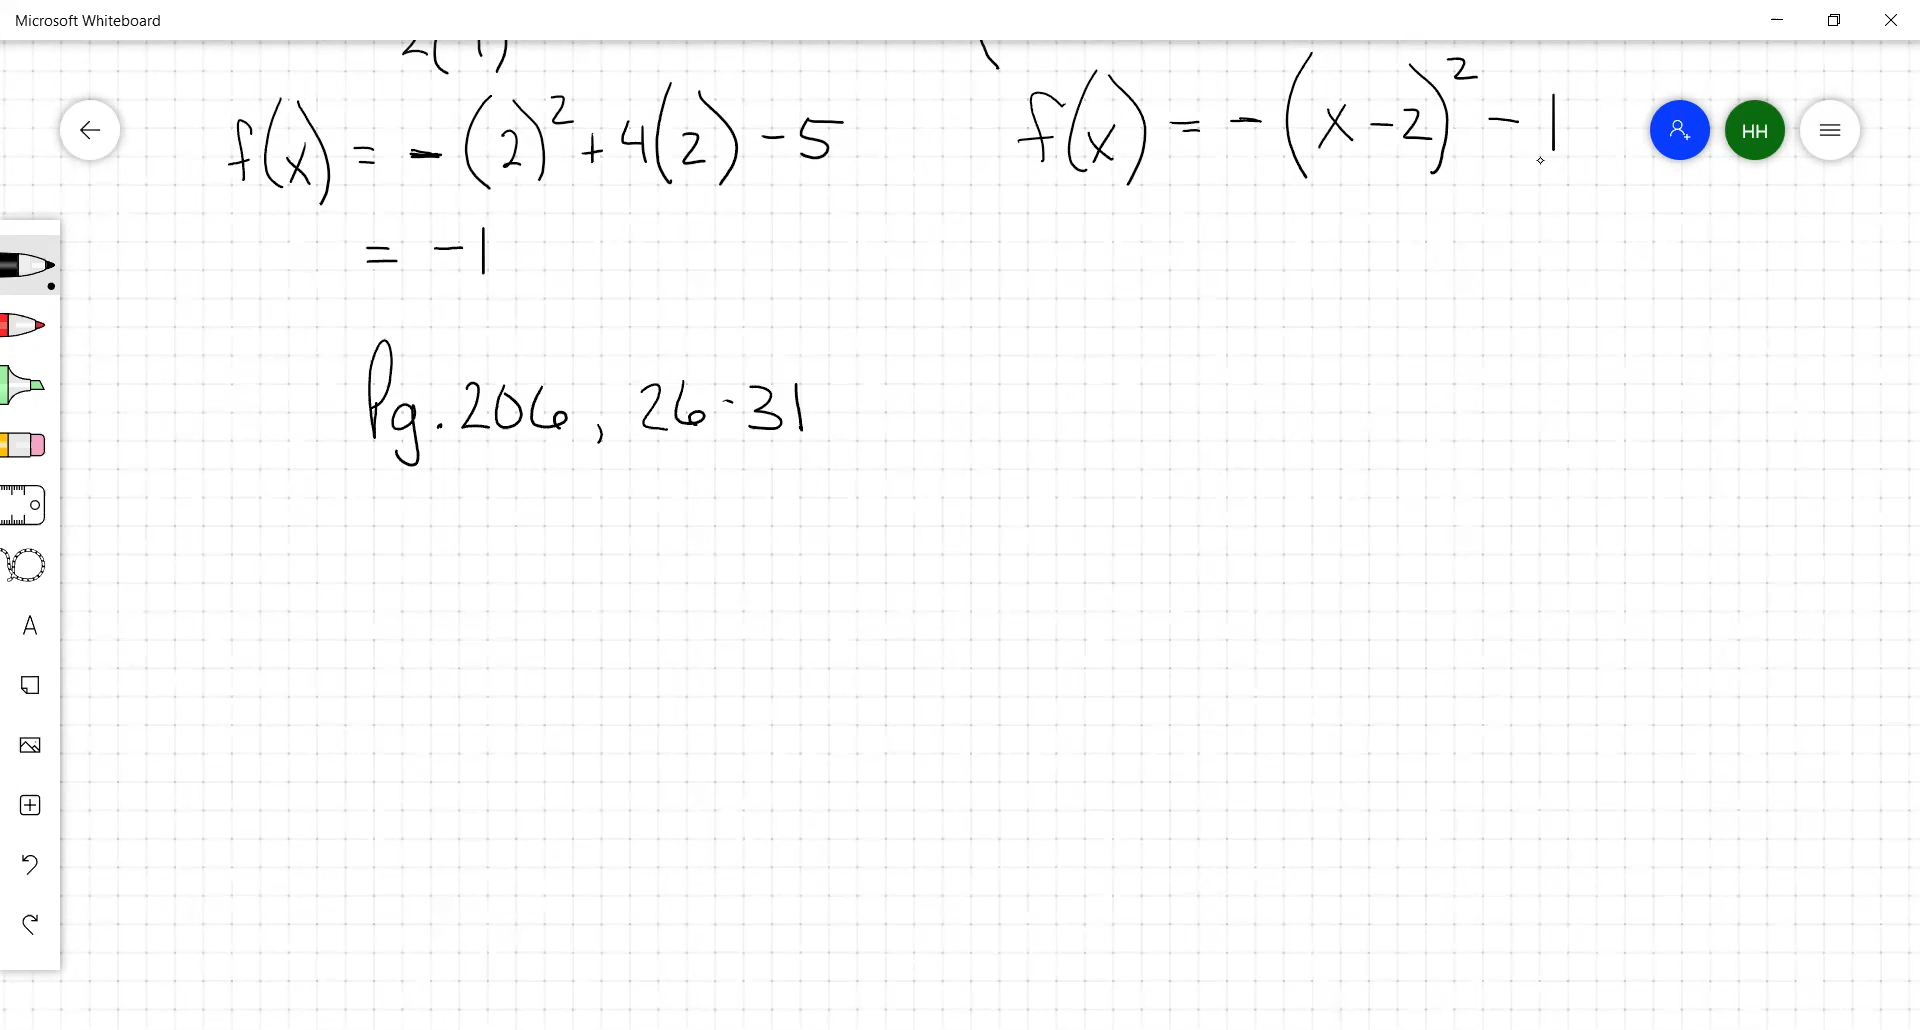 Microsoft Whiteboard
f(x) = -(2)² + 4(2) - 5
= -1
f(x) = -(x-2)² - 1
HH
Pg. 206, 26-31
A